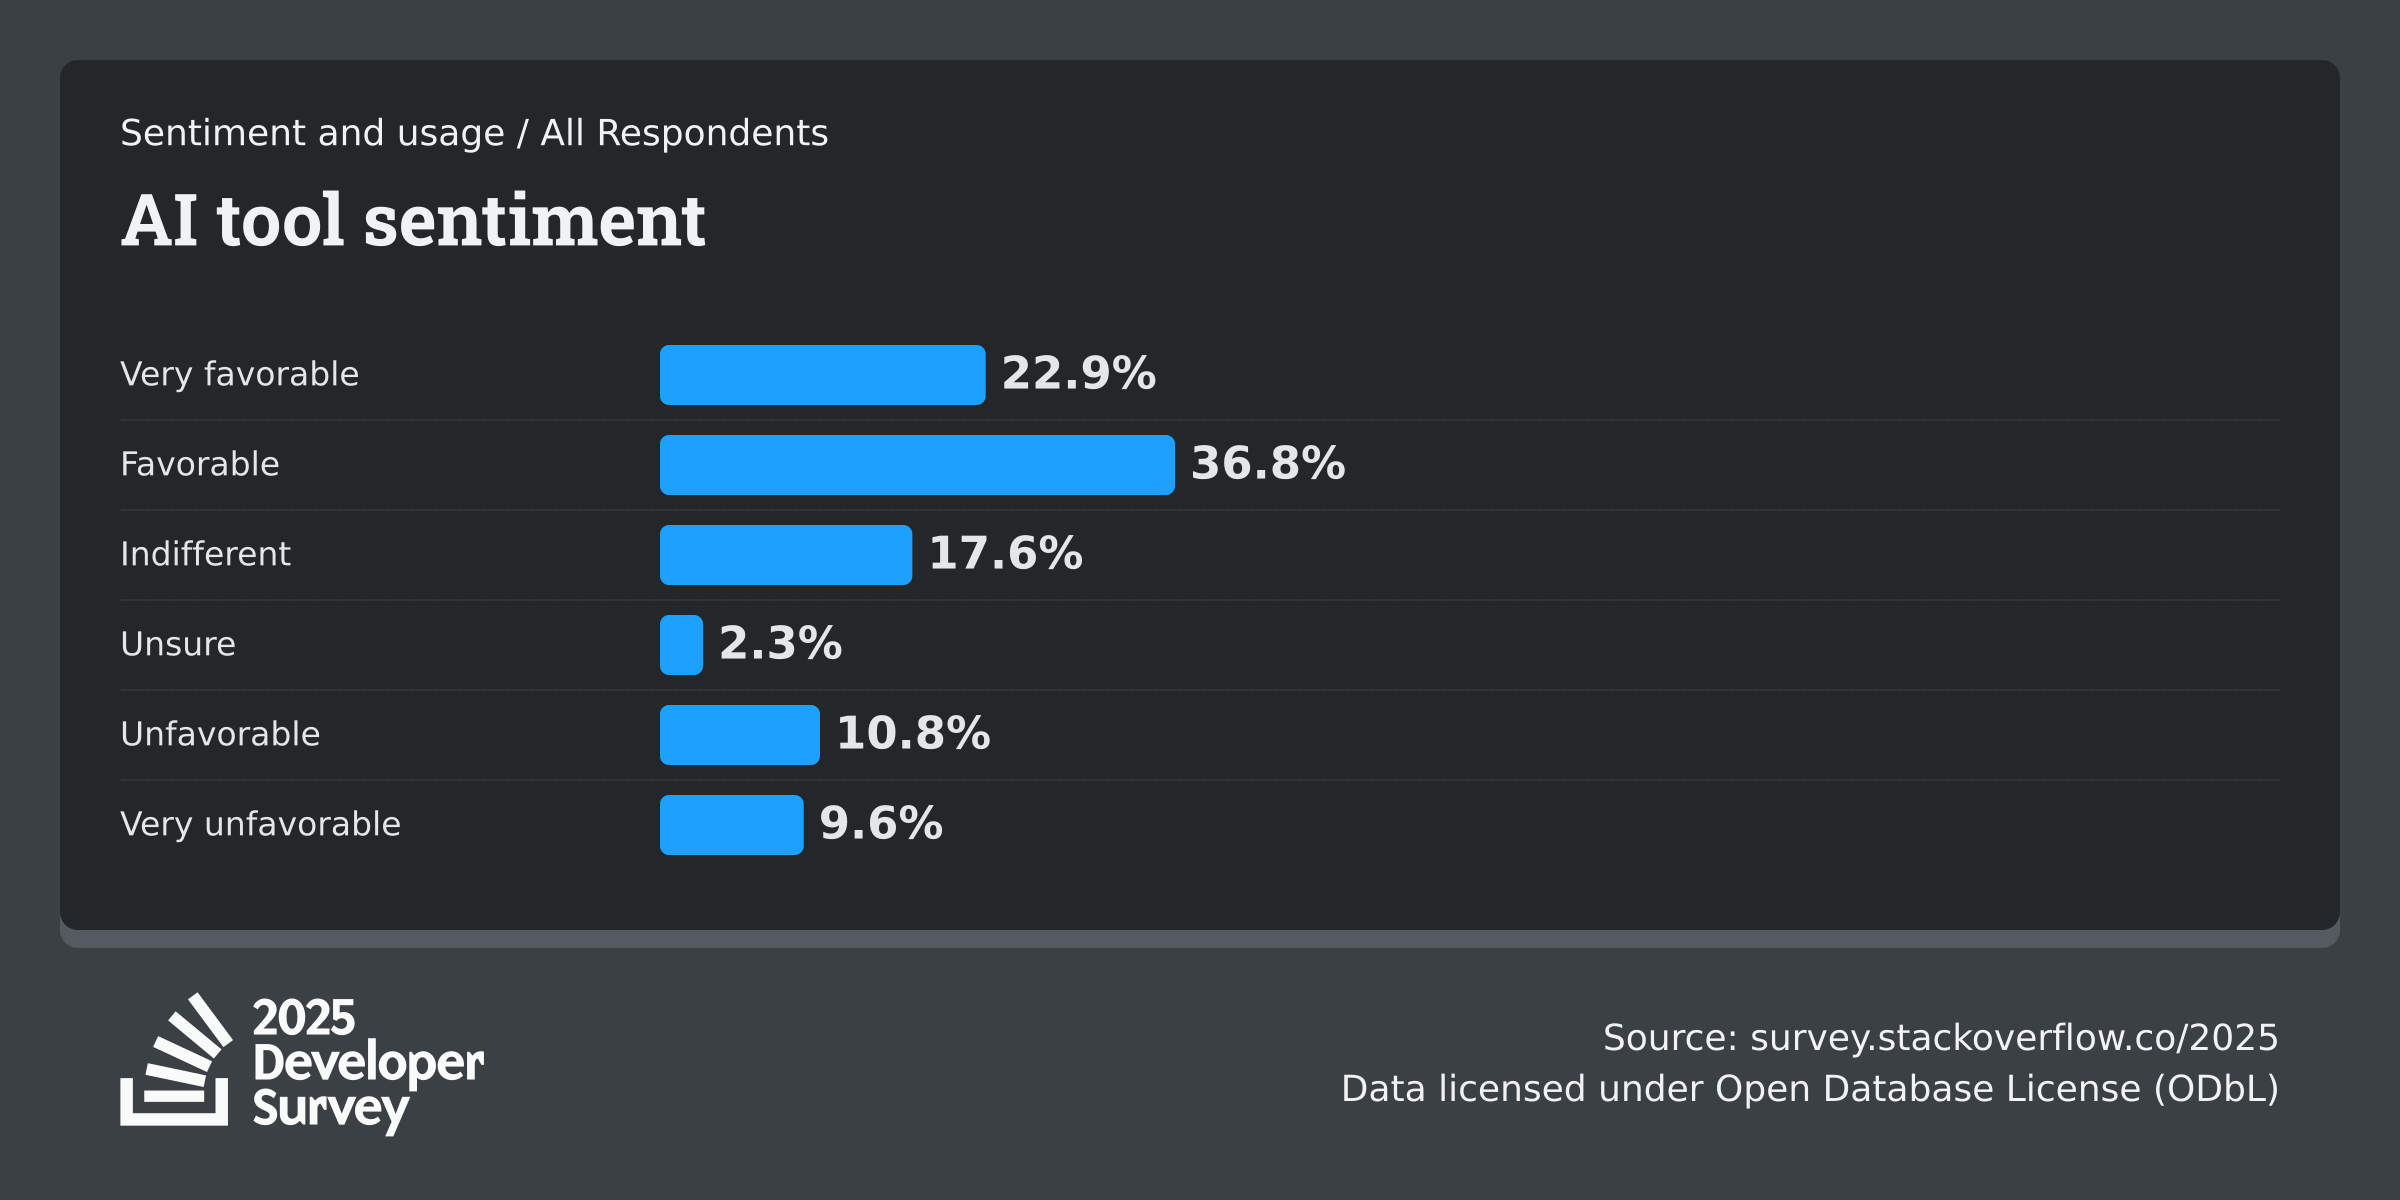 Sentiment and usage / All Respondents
AI tool sentiment
Very favorable 22.9%
Favorable 36.8%
Indifferent 17.6%
Unsure 2.3%
Unfavorable 10.8%
Very unfavorable 9.6%
2025
Developer
Survey
Source: survey.stackoverflow.co/2025
Data licensed under Open Database License (ODbL)